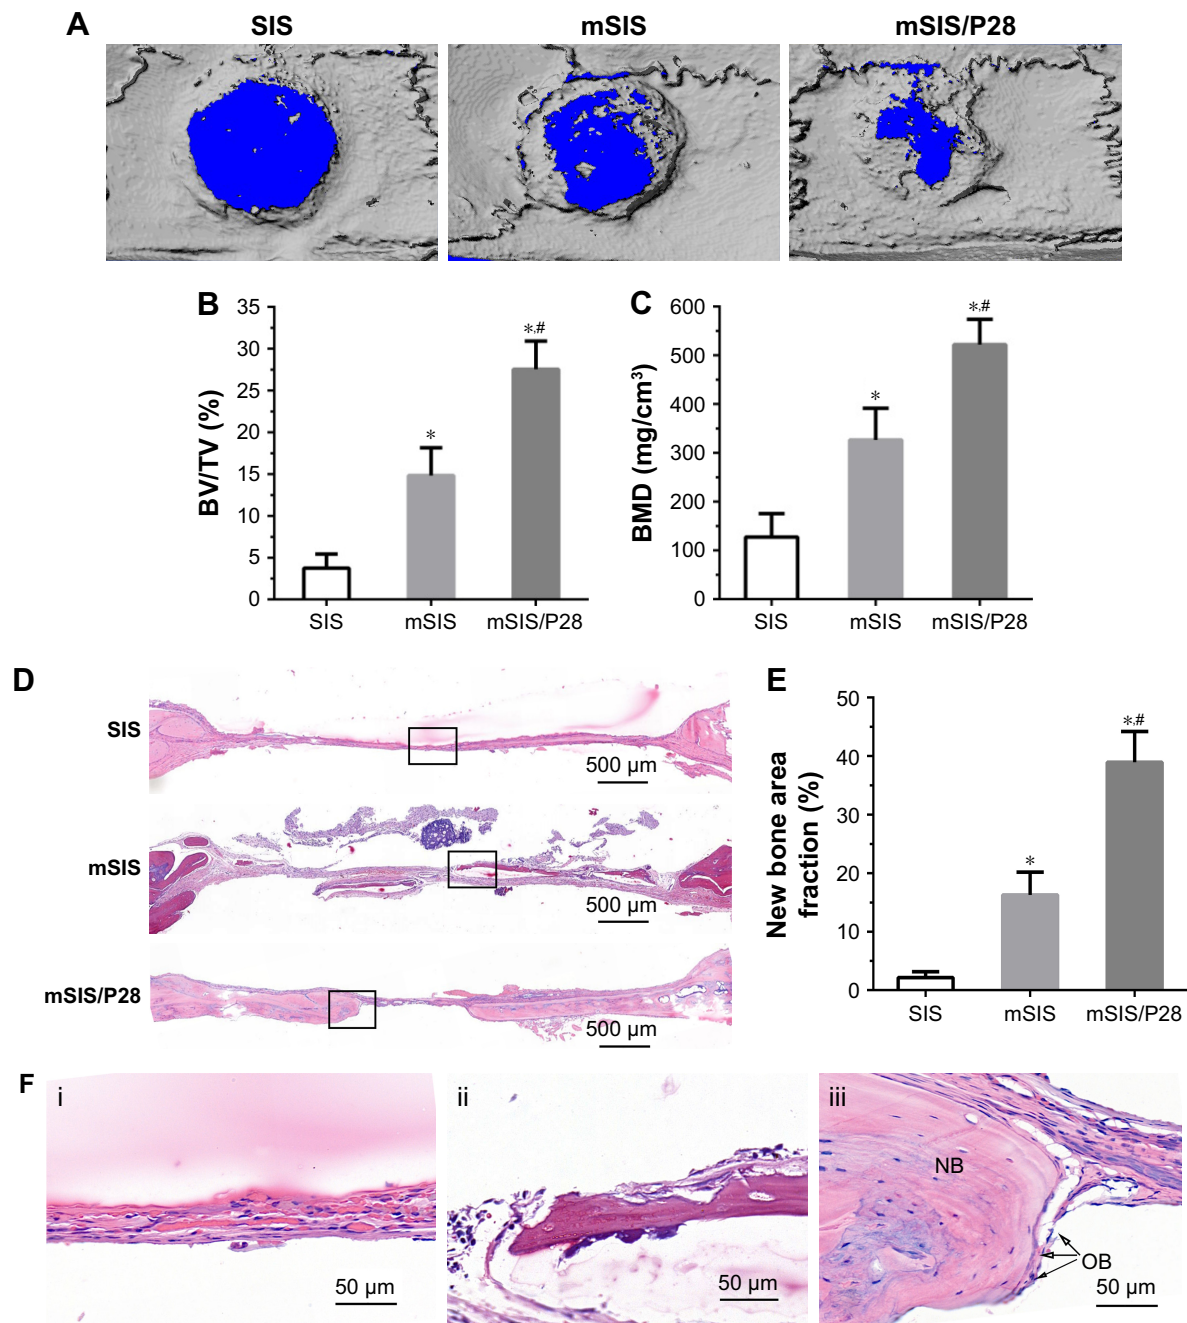 A
SIS
mSIS
mSIS/P28
B
BV/TV (%)
35
30
25
20
15
10
5
0
*
*,#
SIS
mSIS
mSIS/P28
C
BMD (mg/cm³)
600
500
400
300
200
100
0
*
*,#
SIS
mSIS
mSIS/P28
D
SIS
500 µm
mSIS
500 µm
mSIS/P28
500 µm
E
New bone area
fraction (%)
50
40
30
20
10
0
*
*,#
SIS
mSIS
mSIS/P28
F
i
50 µm
ii
50 µm
iii
NB
OB
50 µm